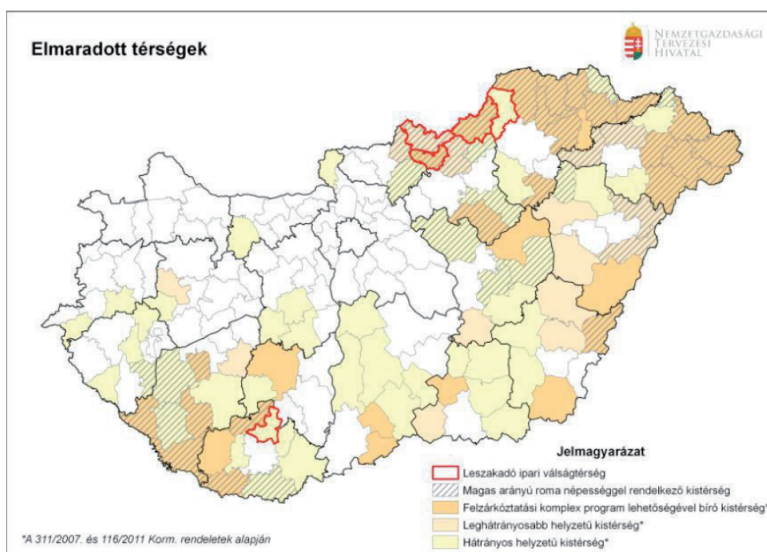 Elmaradott térségek
NEMZETGAZDASÁGI
TERVEZÉSI
HIVATAL
Jelmagyarázat
Leszakadó ipari válságtérség
Magas arányú roma népességgel rendelkező kistérség
Felzárkóztatási komplex program lehetőségével bíró kistérség*
Leghátrányosabb helyzetű kistérség*
Hátrányos helyzetű kistérség*
*A 311/2007. és 116/2011 Korm. rendeletek alapján